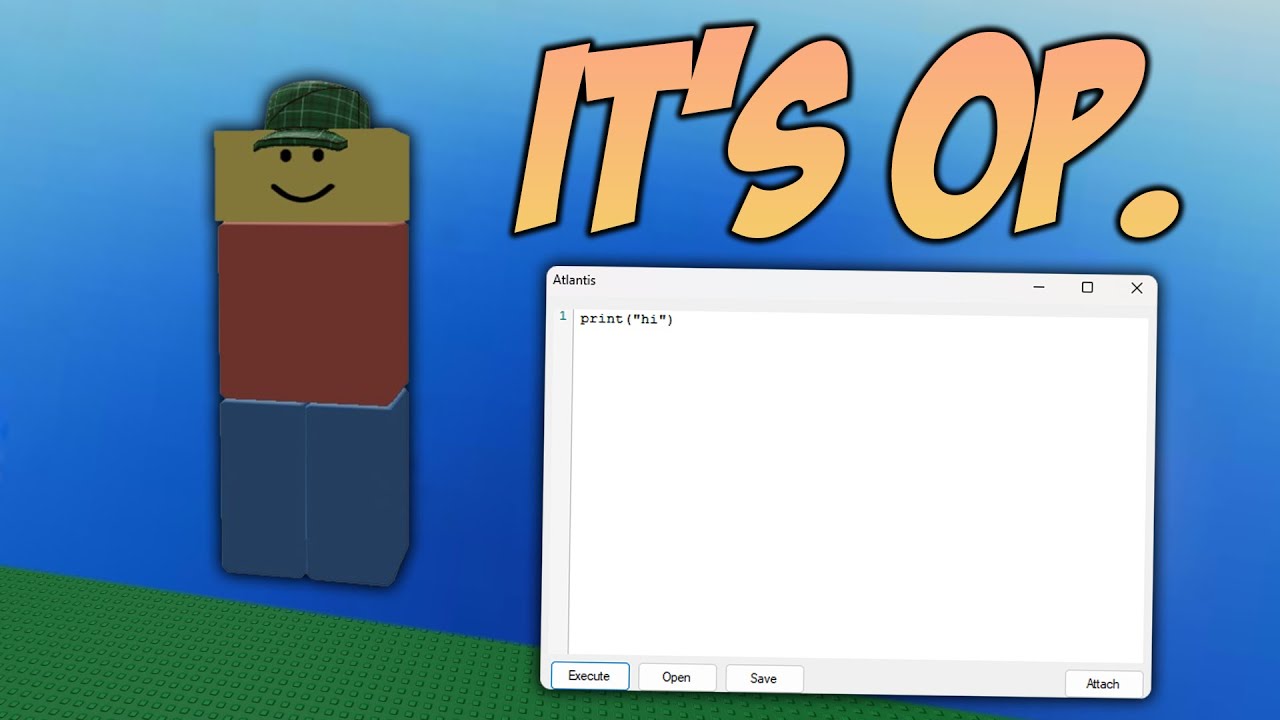 IT'S OP.
Atlantis
1 print("hi")
Execute Open Save Attach